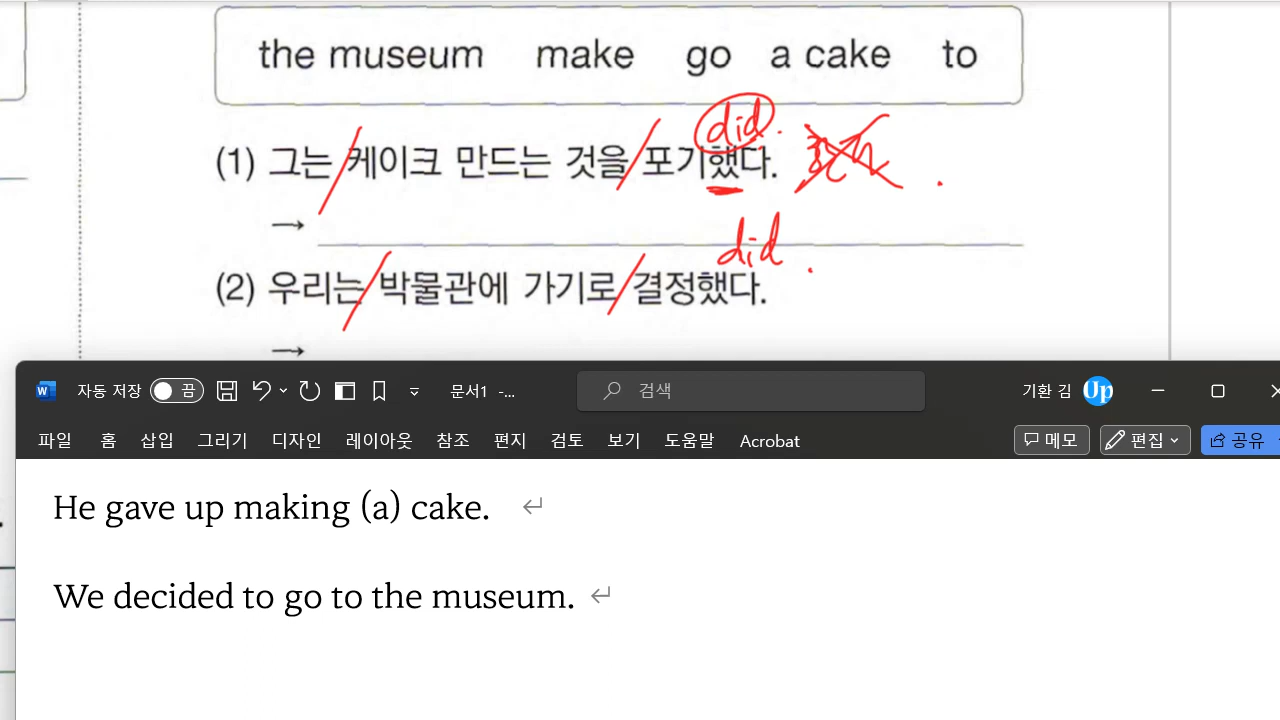 the museum make go a cake to
did.
(1) 그는 케이크 만드는 것을 포기했다.
→
did
(2) 우리는 박물관에 가기로 결정했다.
→
자동 저장 끔 문서1 -... 검색 기환 김 Up
파일 홈 삽입 그리기 디자인 레이아웃 참조 편지 검토 보기 도움말 Acrobat 메모 편집 공유
He gave up making (a) cake.
We decided to go to the museum.